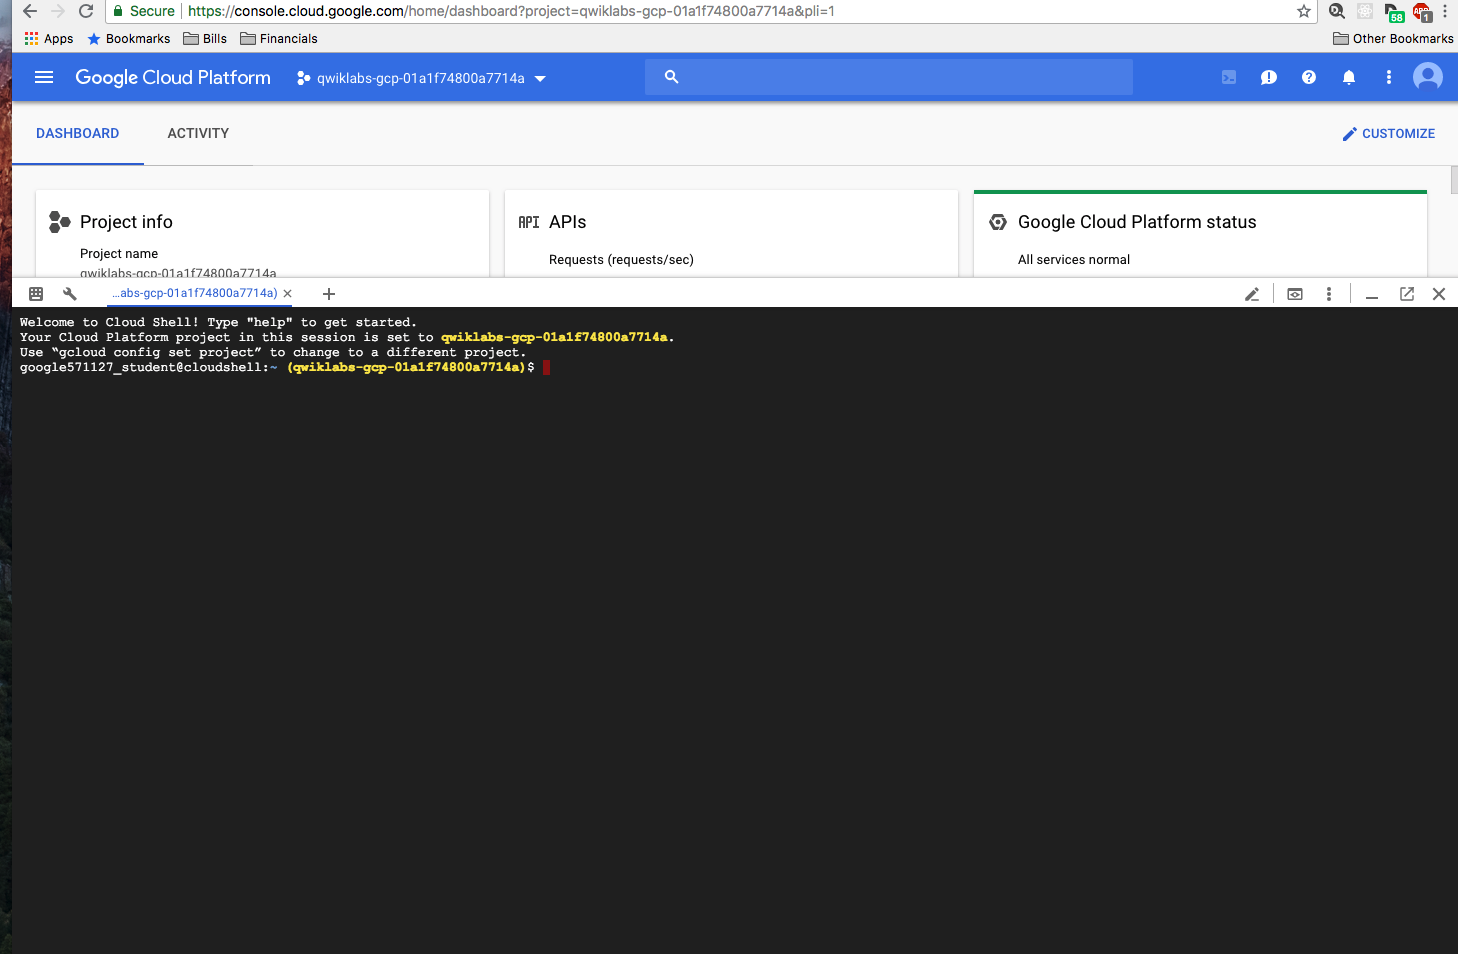 Secure https://console.cloud.google.com/home/dashboard?project=qwiklabs-gcp-01a1f74800a7714a&pli=1
58
1
Apps Bookmarks Bills Financials Other Bookmarks
Google Cloud Platform qwiklabs-gcp-01a1f74800a7714a
DASHBOARD ACTIVITY CUSTOMIZE
Project info
Project name
qwiklabs-gcp-01a1f74800a7714a
API APIs
Requests (requests/sec)
Google Cloud Platform status
All services normal
...abs-gcp-01a1f74800a7714a)
Welcome to Cloud Shell! Type "help" to get started.
Your Cloud Platform project in this session is set to qwiklabs-gcp-01a1f74800a7714a.
Use “gcloud config set project” to change to a different project.
google571127_student@cloudshell:~ (qwiklabs-gcp-01a1f74800a7714a)$